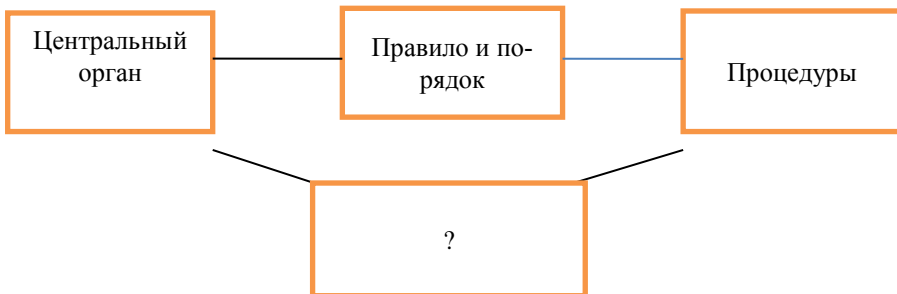 Центральный
орган
Правило и по-
рядок
Процедуры
?